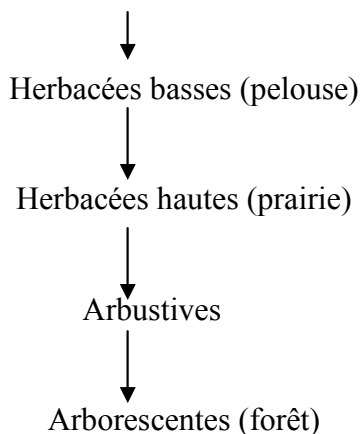 Herbacées basses (pelouse)
Herbacées hautes (prairie)
Arbustives
Arborescentes (forêt)